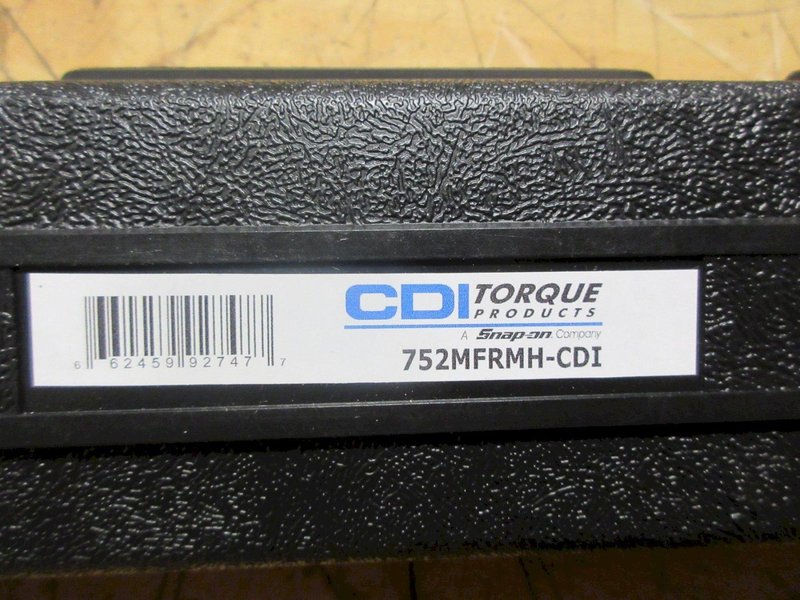 CDI TORQUE
PRODUCTS
A Snap-on Company
752MFRMH-CDI
6 62459 92747 7